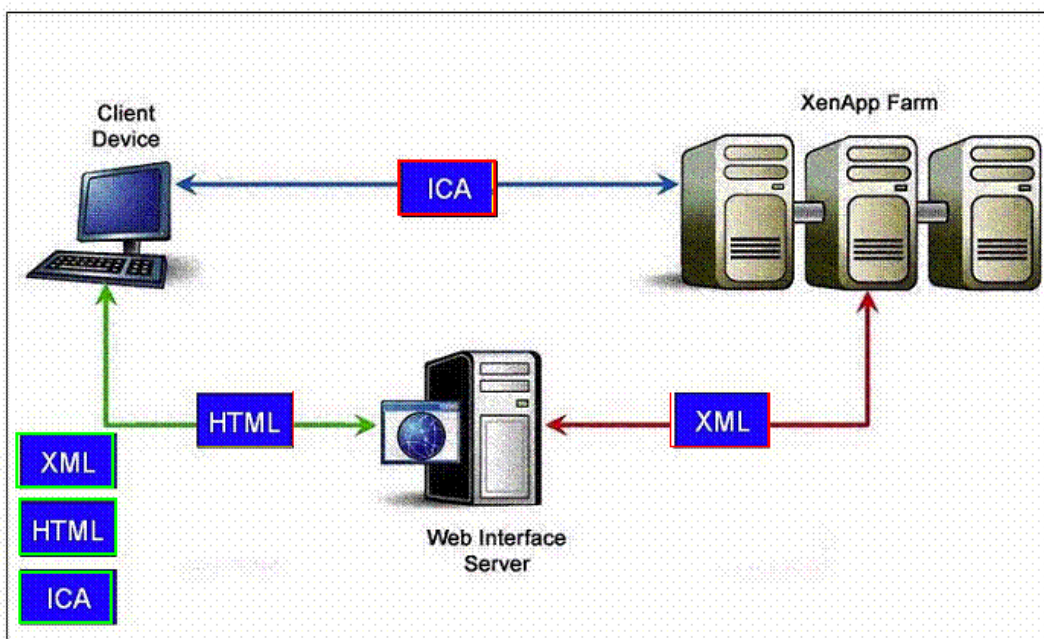 Client
Device
XenApp Farm
ICA
HTML
XML
XML
HTML
ICA
Web Interface
Server